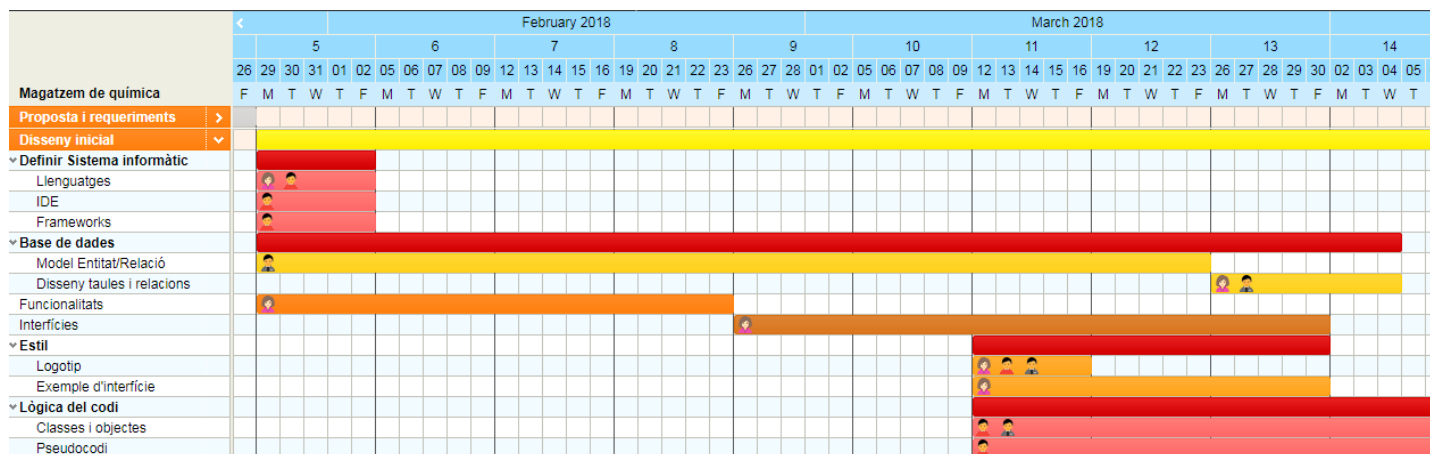 February 2018 March 2018
5 6 7 8 9 10 11 12 13 14
26 29 30 31 01 02 05 06 07 08 09 12 13 14 15 16 19 20 21 22 23 26 27 28 01 02 05 06 07 08 09 12 13 14 15 16 19 20 21 22 23 26 27 28 29 30 02 03 04 05
Magatzem de química F M T W T F M T W T F M T W T F M T W T F M T W T F M T W T F M T W T F M T W T F M T W T F M T W T
Proposta i requeriments
Disseny inicial
Definir Sistema informàtic
Llenguatges
IDE
Frameworks
Base de dades
Model Entitat/Relació
Disseny taules i relacions
Funcionalitats
Interfícies
Estil
Logotip
Exemple d'interfície
Lògica del codi
Classes i objectes
Pseudocodi